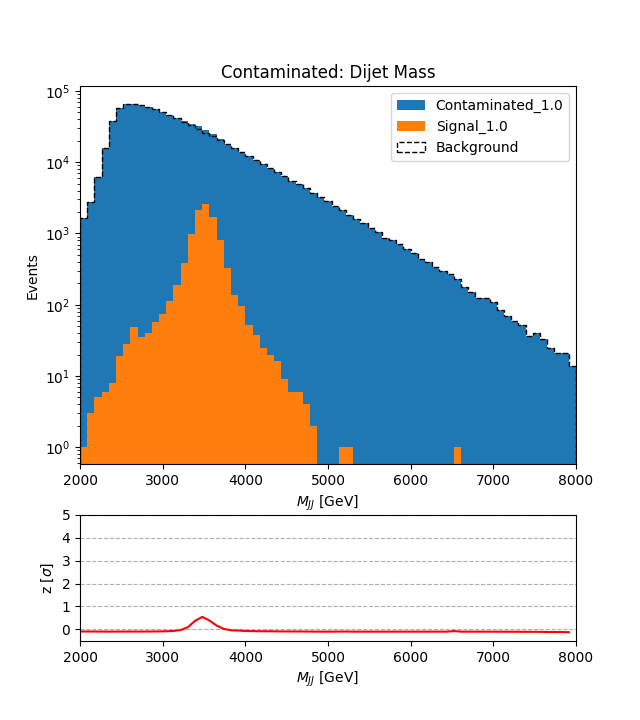 Contaminated: Dijet Mass
10^5
10^4
10^3
10^2
10^1
10^0
Events
Contaminated_1.0
Signal_1.0
Background
2000 3000 4000 5000 6000 7000 8000
M_JJ [GeV]
5
4
3
2
1
0
z [σ]
2000 3000 4000 5000 6000 7000 8000
M_JJ [GeV]